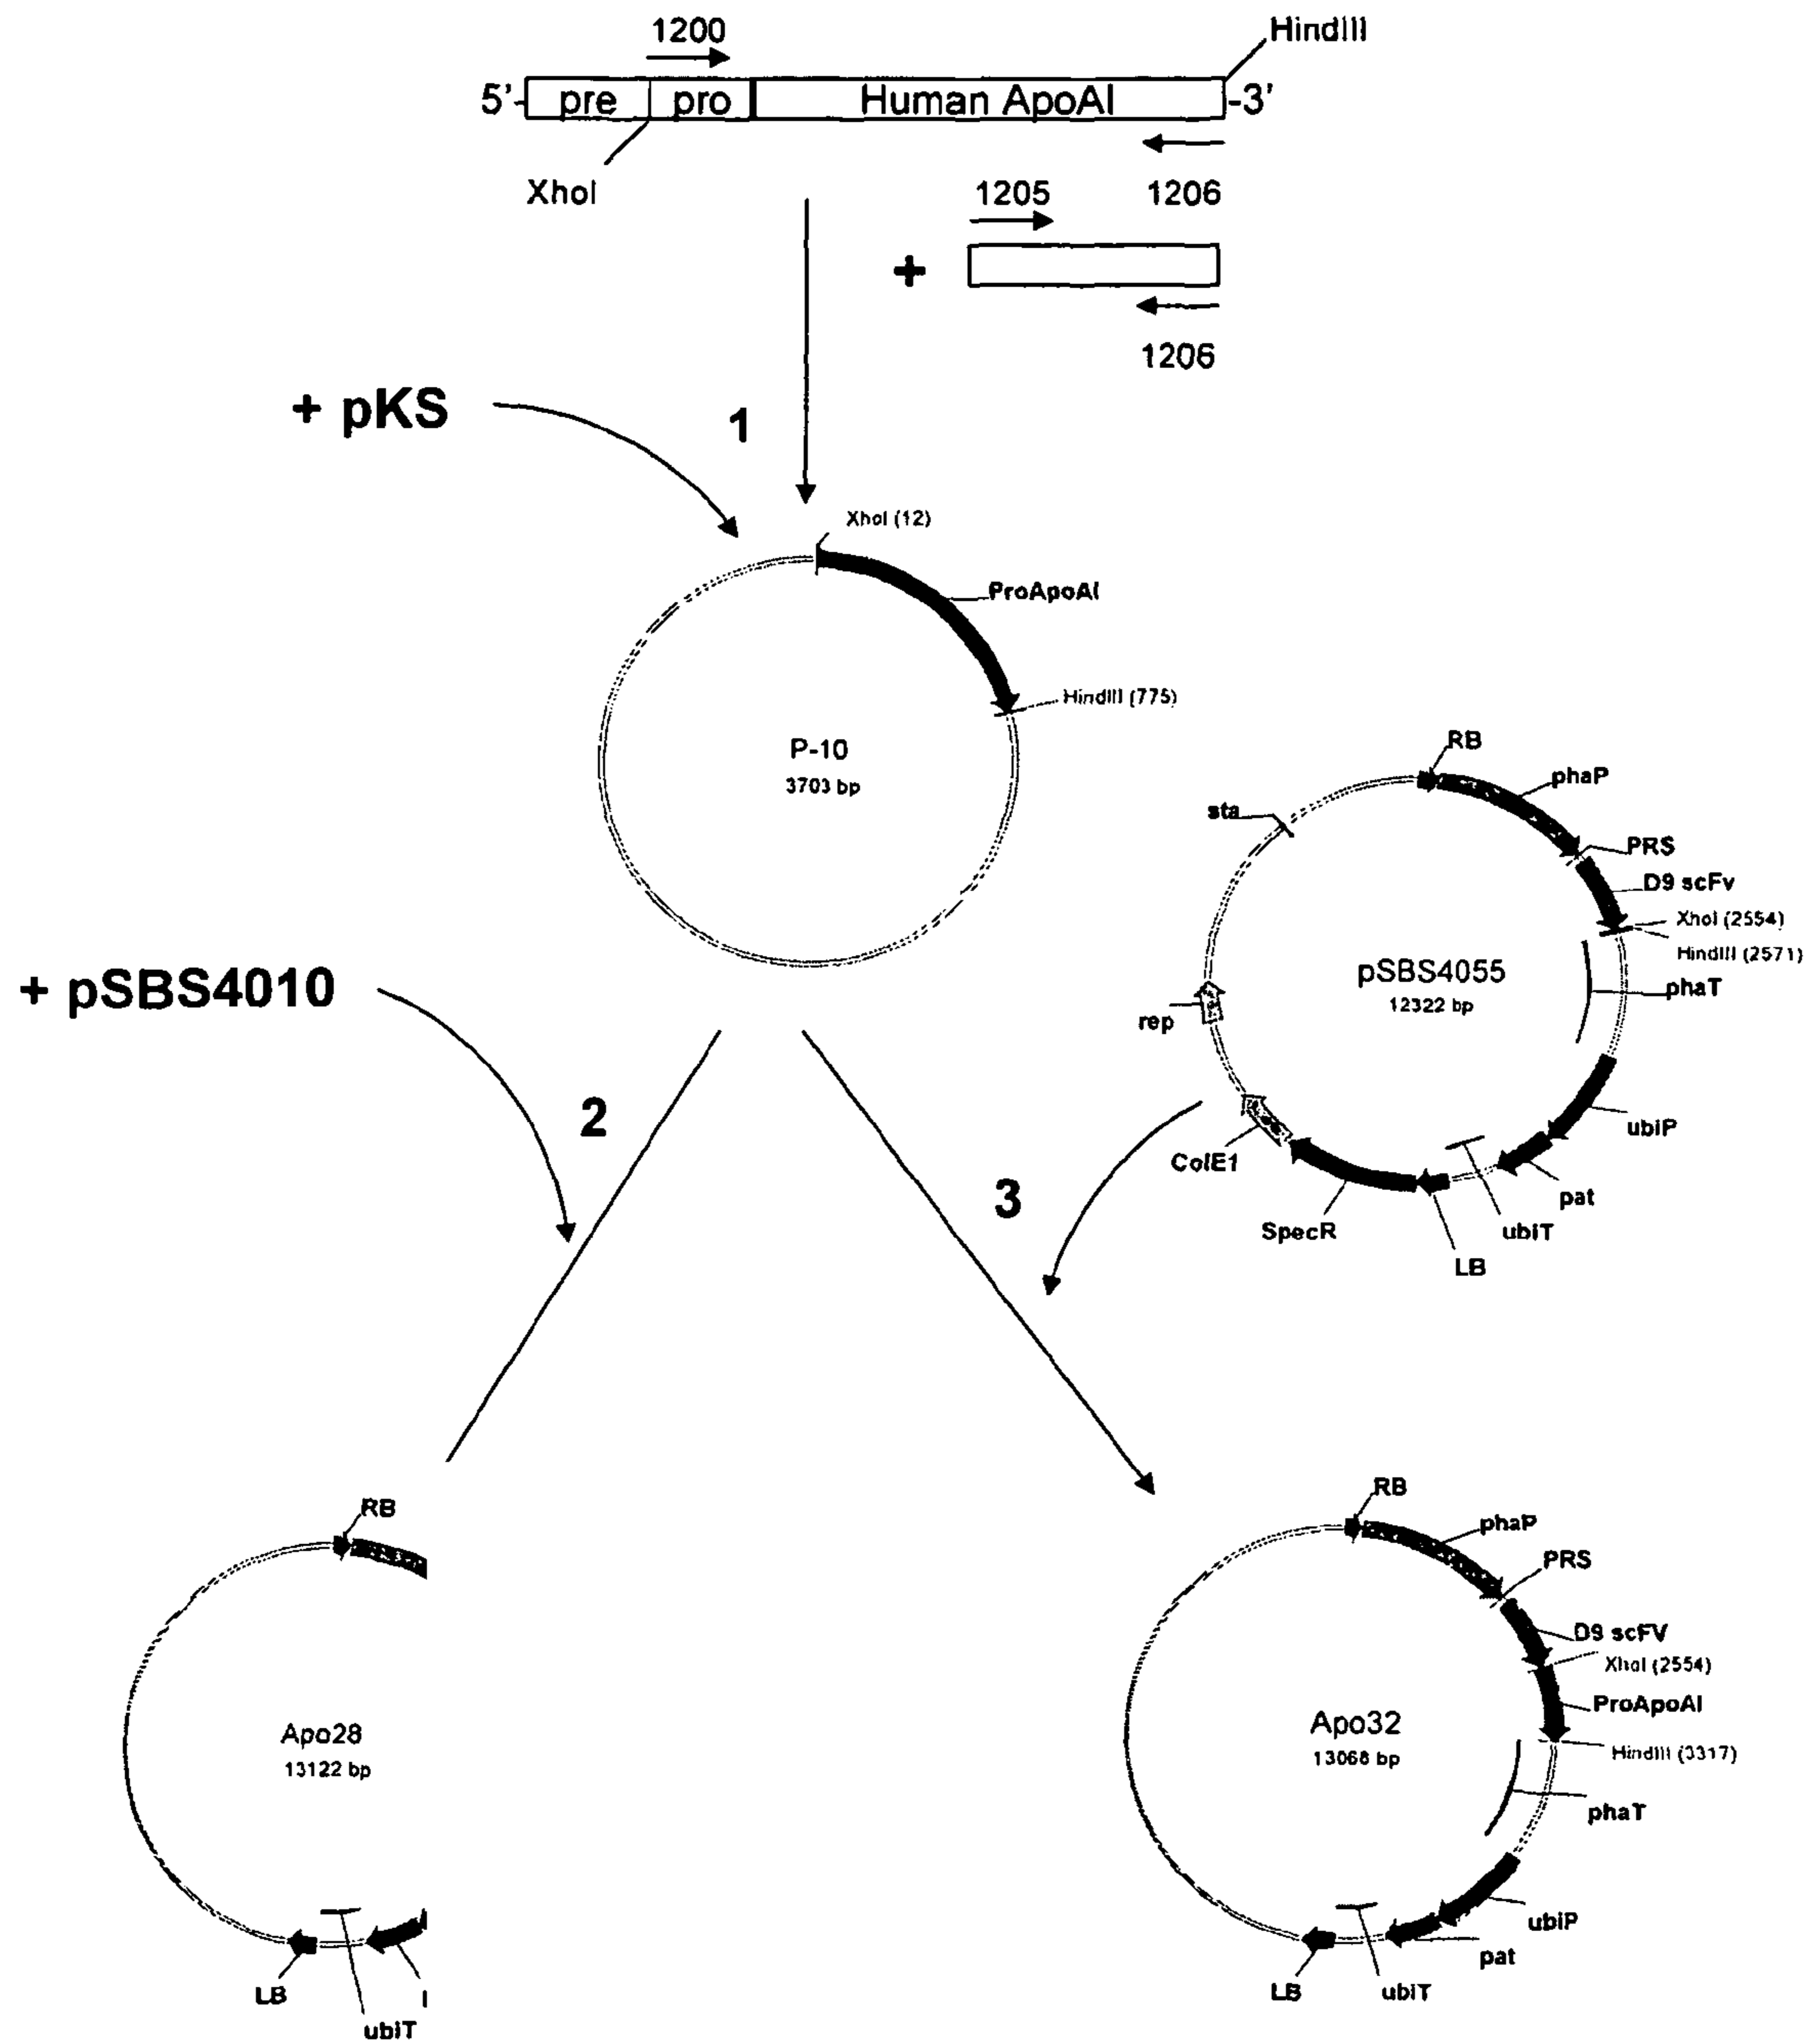 1200
HindIII
5'- pre pro Human ApoAI -3'
XhoI
1205
1206
+
1206
+ pKS
1
XhoI (12)
ProApoAI
HindIII (775)
P-10
3703 bp
RB
phaP
sta
PRS
D9 scFv
XhoI (2554)
HindIII (2571)
pSBS4055
12322 bp
phaT
rep
+ pSBS4010
2
ubiP
ColE1
3
pat
SpecR
ubiT
LB
RB
RB
phaP
PRS
D9 scFV
XhoI (2554)
ProApoAI
Apo28
13122 bp
Apo32
13068 bp
HindIII (3317)
phaT
ubiP
pat
LB
ubiT
LB
ubiT